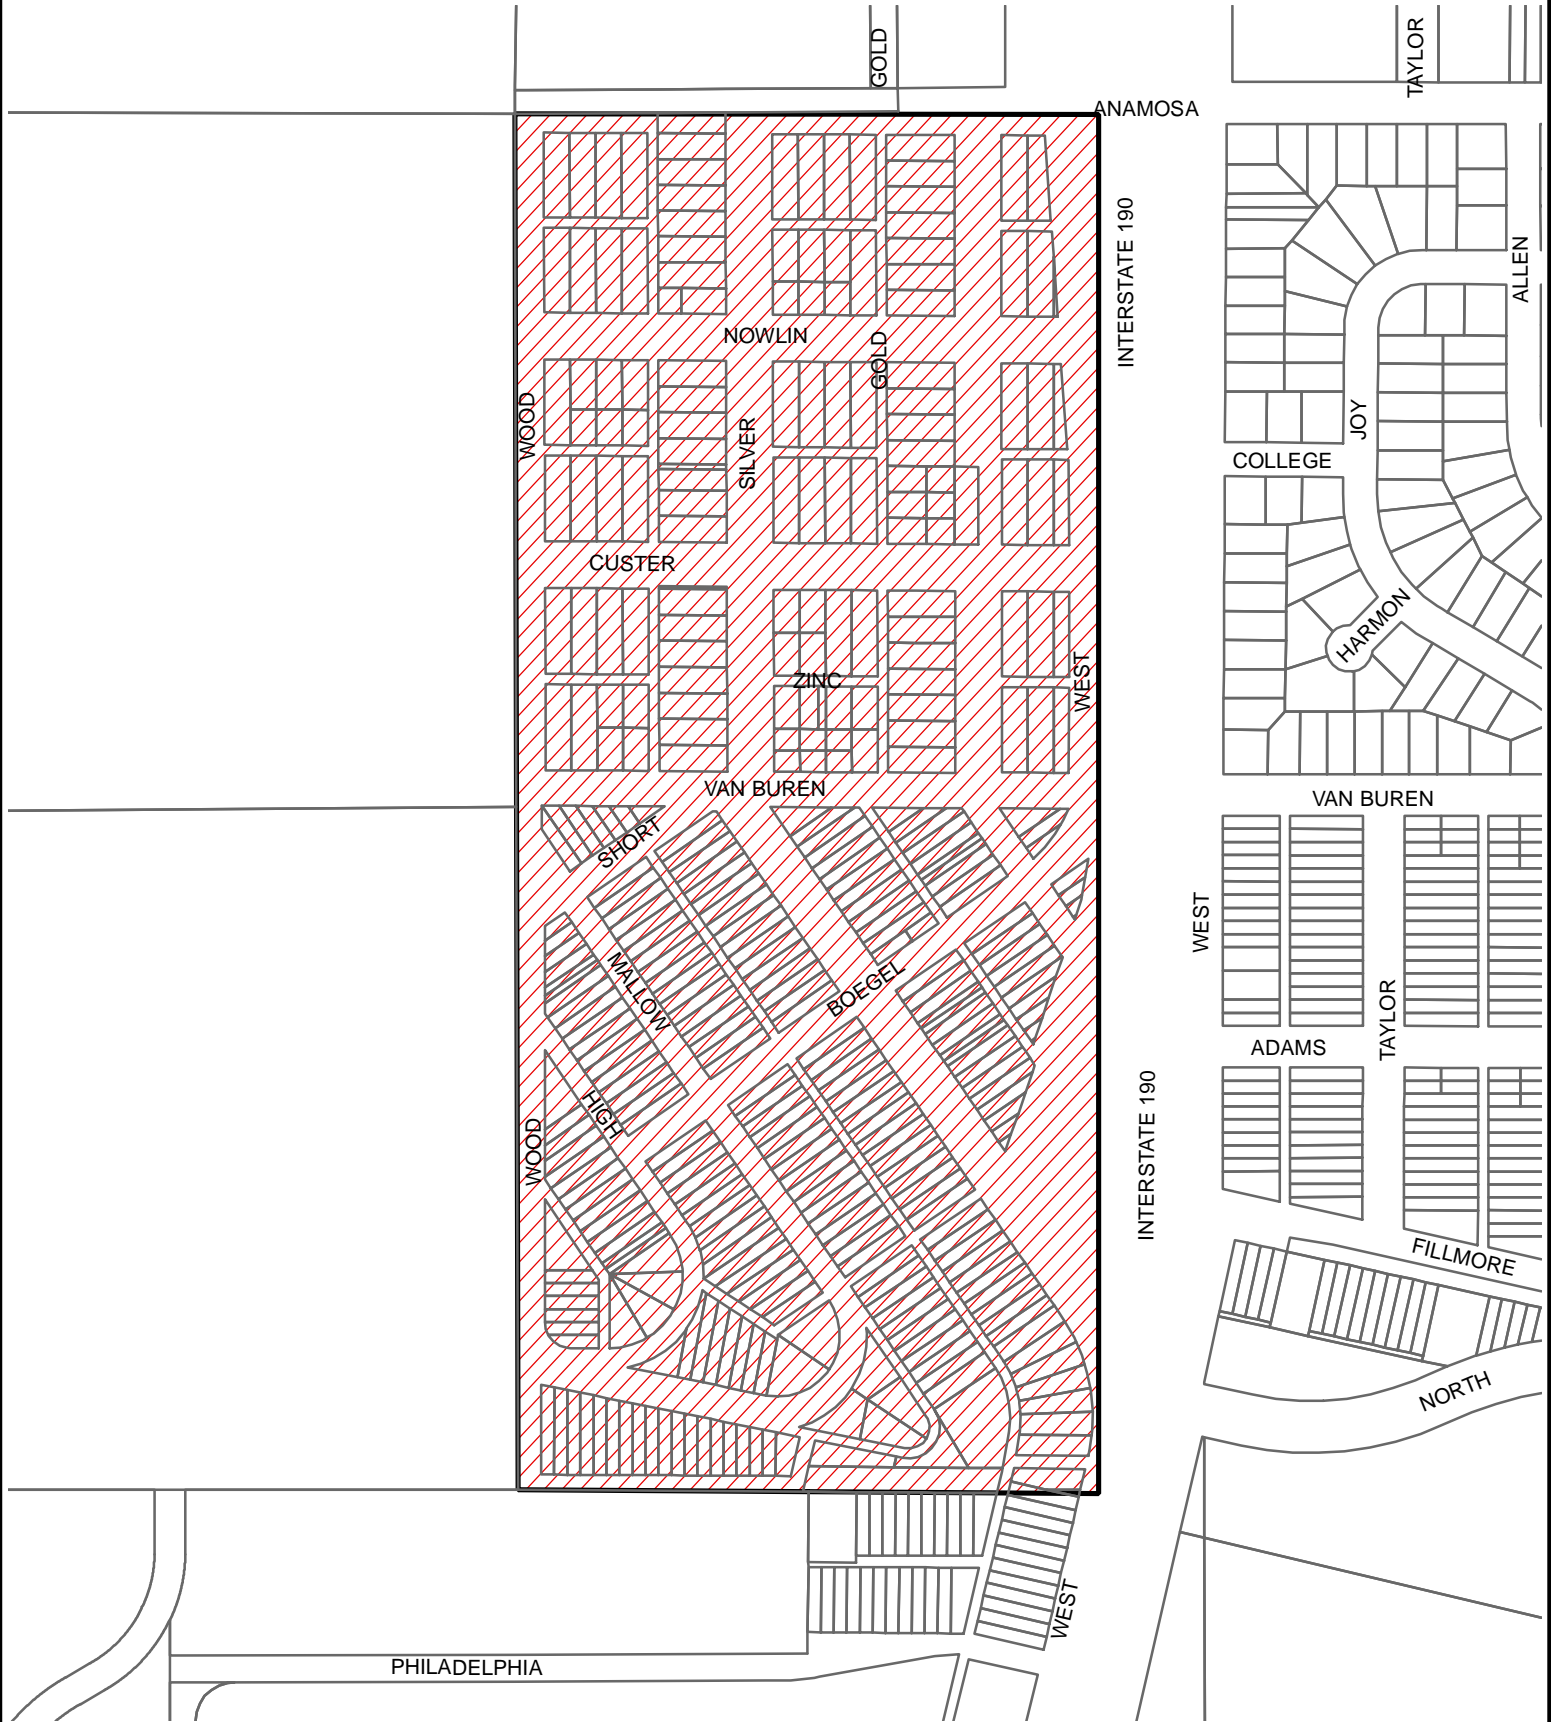 GOLD
TAYLOR
ANAMOSA
INTERSTATE 190
ALLEN
NOWLIN
GOLD
WOOD
SILVER
JOY
COLLEGE
CUSTER
HARMON
ZINC
WEST
VAN BUREN
VAN BUREN
SHORT
WEST
MALLOW
BOEGEL
TAYLOR
ADAMS
HIGH
WOOD
INTERSTATE 190
FILLMORE
NORTH
WEST
PHILADELPHIA